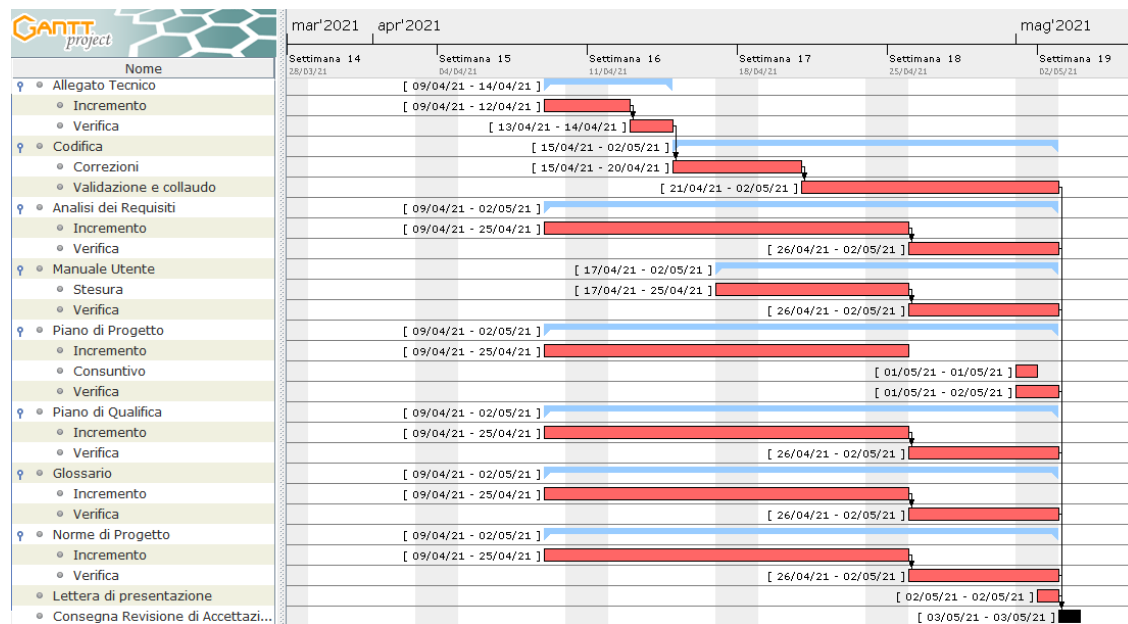 GANTT project
mar'2021 apr'2021 mag'2021
Settimana 14 Settimana 15 Settimana 16 Settimana 17 Settimana 18 Settimana 19
28/03/21 04/04/21 11/04/21 18/04/21 25/04/21 02/05/21
Nome
Allegato Tecnico [ 09/04/21 - 14/04/21 ]
Incremento [ 09/04/21 - 12/04/21 ]
Verifica [ 13/04/21 - 14/04/21 ]
Codifica [ 15/04/21 - 02/05/21 ]
Correzioni [ 15/04/21 - 20/04/21 ]
Validazione e collaudo [ 21/04/21 - 02/05/21 ]
Analisi dei Requisiti [ 09/04/21 - 02/05/21 ]
Incremento [ 09/04/21 - 25/04/21 ]
Verifica [ 26/04/21 - 02/05/21 ]
Manuale Utente [ 17/04/21 - 02/05/21 ]
Stesura [ 17/04/21 - 25/04/21 ]
Verifica [ 26/04/21 - 02/05/21 ]
Piano di Progetto [ 09/04/21 - 02/05/21 ]
Incremento [ 09/04/21 - 25/04/21 ]
Consuntivo [ 01/05/21 - 01/05/21 ]
Verifica [ 01/05/21 - 02/05/21 ]
Piano di Qualifica [ 09/04/21 - 02/05/21 ]
Incremento [ 09/04/21 - 25/04/21 ]
Verifica [ 26/04/21 - 02/05/21 ]
Glossario [ 09/04/21 - 02/05/21 ]
Incremento [ 09/04/21 - 25/04/21 ]
Verifica [ 26/04/21 - 02/05/21 ]
Norme di Progetto [ 09/04/21 - 02/05/21 ]
Incremento [ 09/04/21 - 25/04/21 ]
Verifica [ 26/04/21 - 02/05/21 ]
Lettera di presentazione [ 02/05/21 - 02/05/21 ]
Consegna Revisione di Accettazi... [ 03/05/21 - 03/05/21 ]